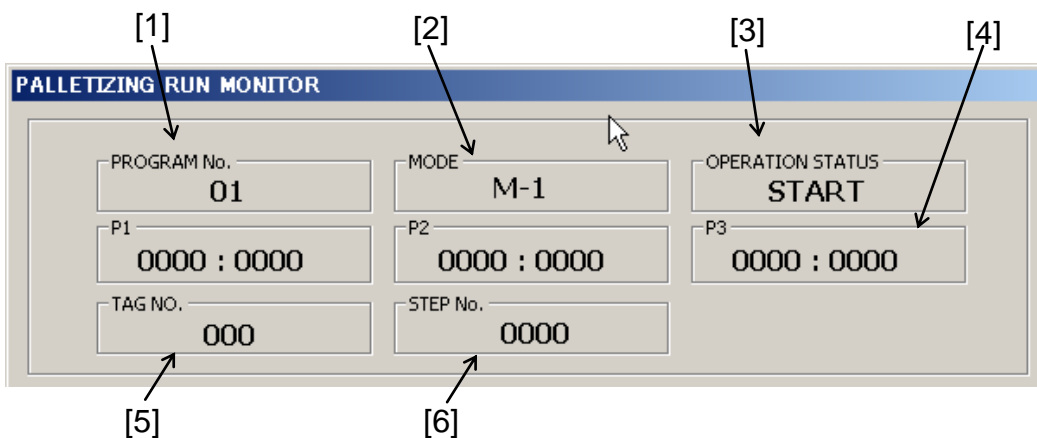 [1] [2] [3] [4]
PALLETIZING RUN MONITOR
PROGRAM No. MODE OPERATION STATUS
01 M-1 START
P1 P2 P3
0000 : 0000 0000 : 0000 0000 : 0000
TAG NO. STEP No.
000 0000
[5] [6]